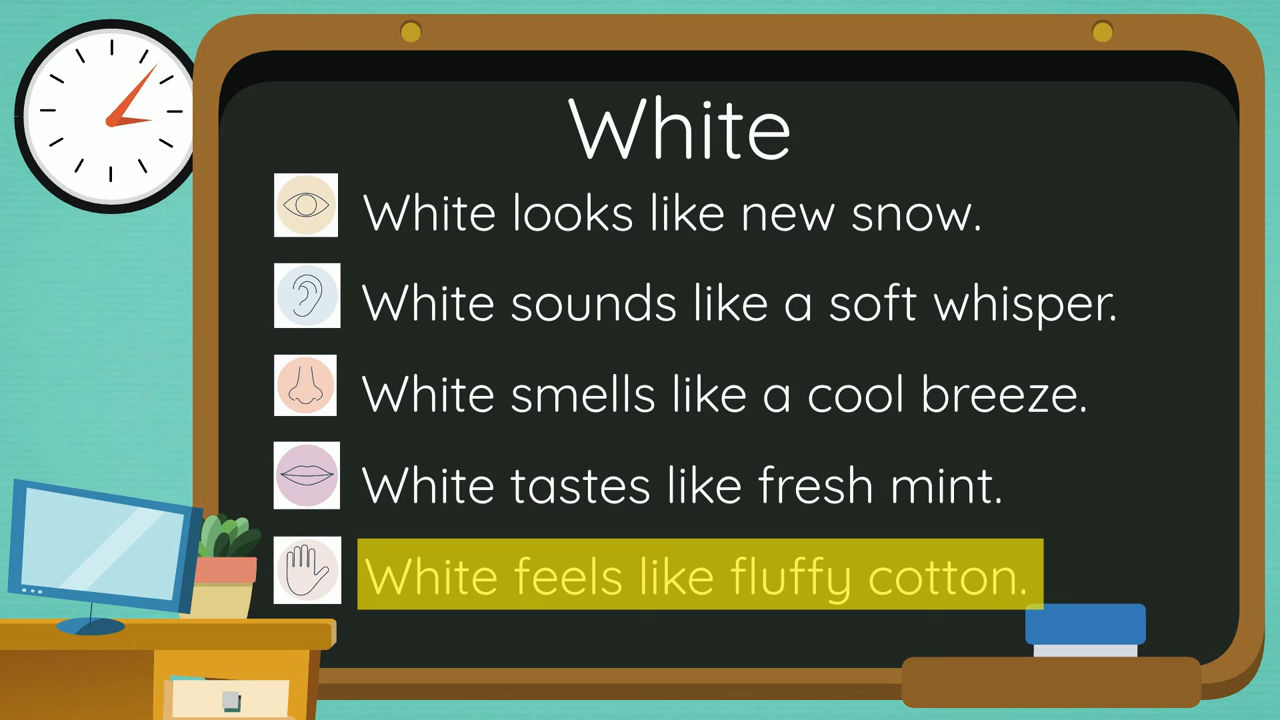 White
White looks like new snow.
White sounds like a soft whisper.
White smells like a cool breeze.
White tastes like fresh mint.
White feels like fluffy cotton.